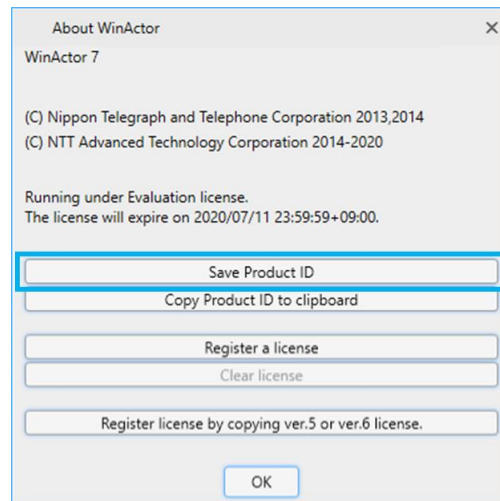 About WinActor
WinActor 7
(C) Nippon Telegraph and Telephone Corporation 2013,2014
(C) NTT Advanced Technology Corporation 2014-2020
Running under Evaluation license.
The license will expire on 2020/07/11 23:59:59+09:00.
Save Product ID
Copy Product ID to clipboard
Register a license
Clear license
Register license by copying ver.5 or ver.6 license.
OK